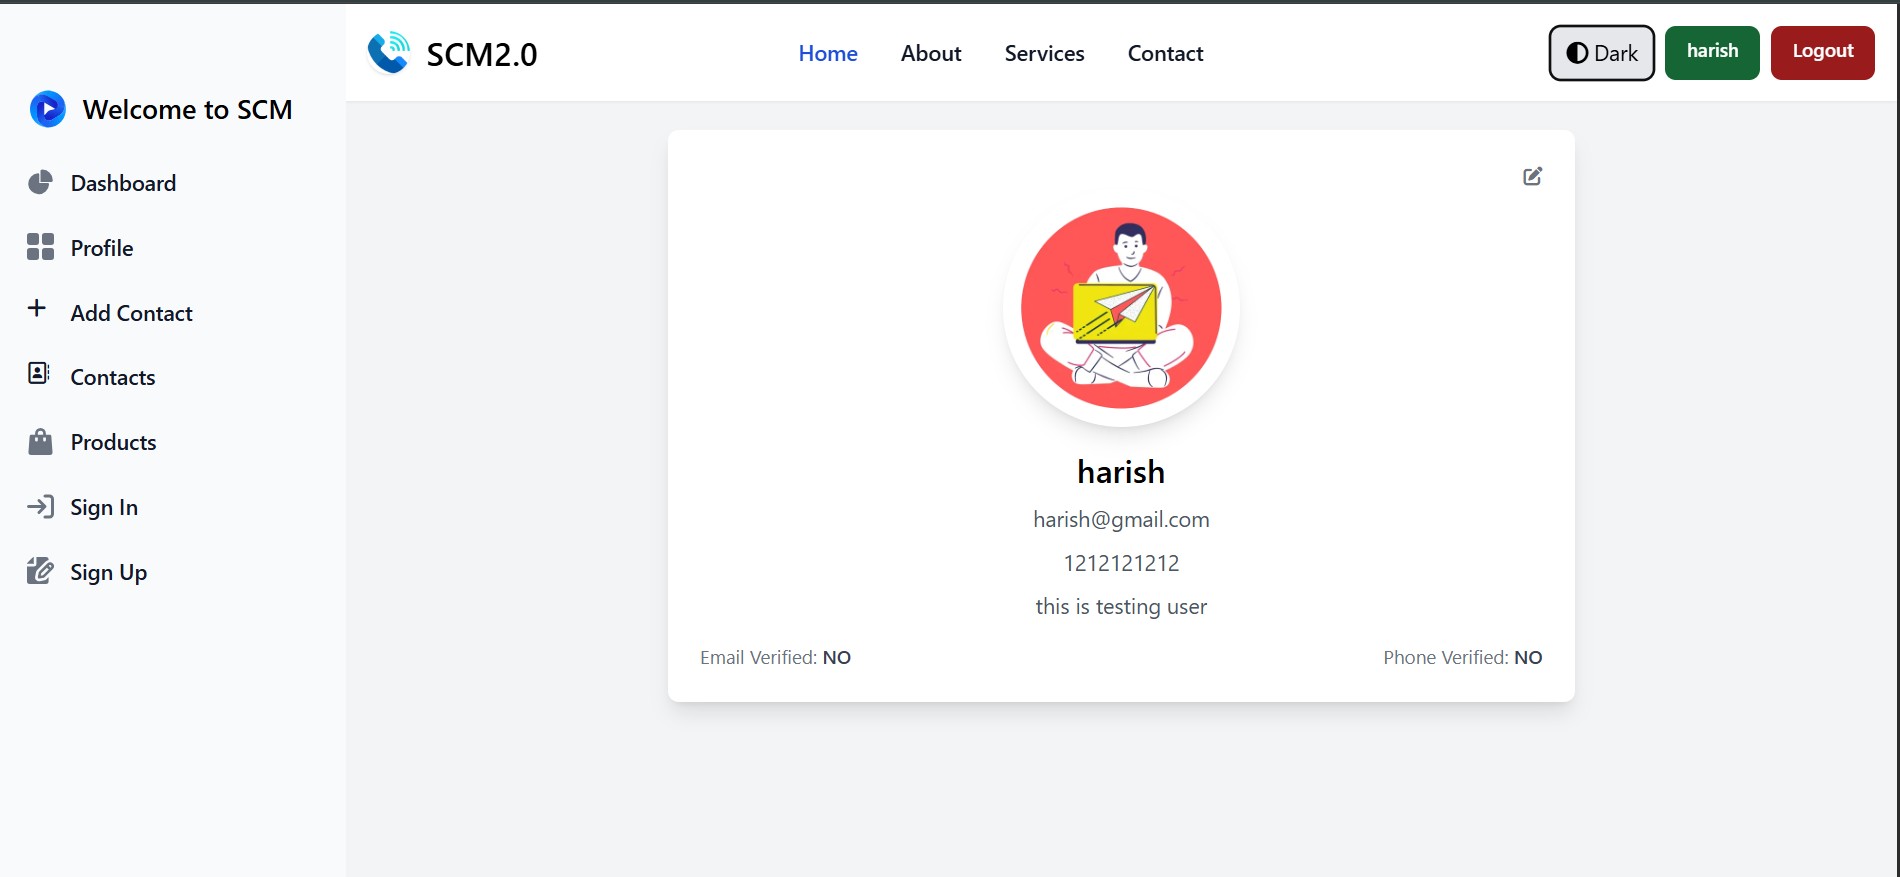 SCM2.0
Home
About
Services
Contact
Dark
harish
Logout
Welcome to SCM
Dashboard
Profile
Add Contact
Contacts
Products
Sign In
Sign Up
harish
harish@gmail.com
1212121212
this is testing user
Email Verified: NO
Phone Verified: NO